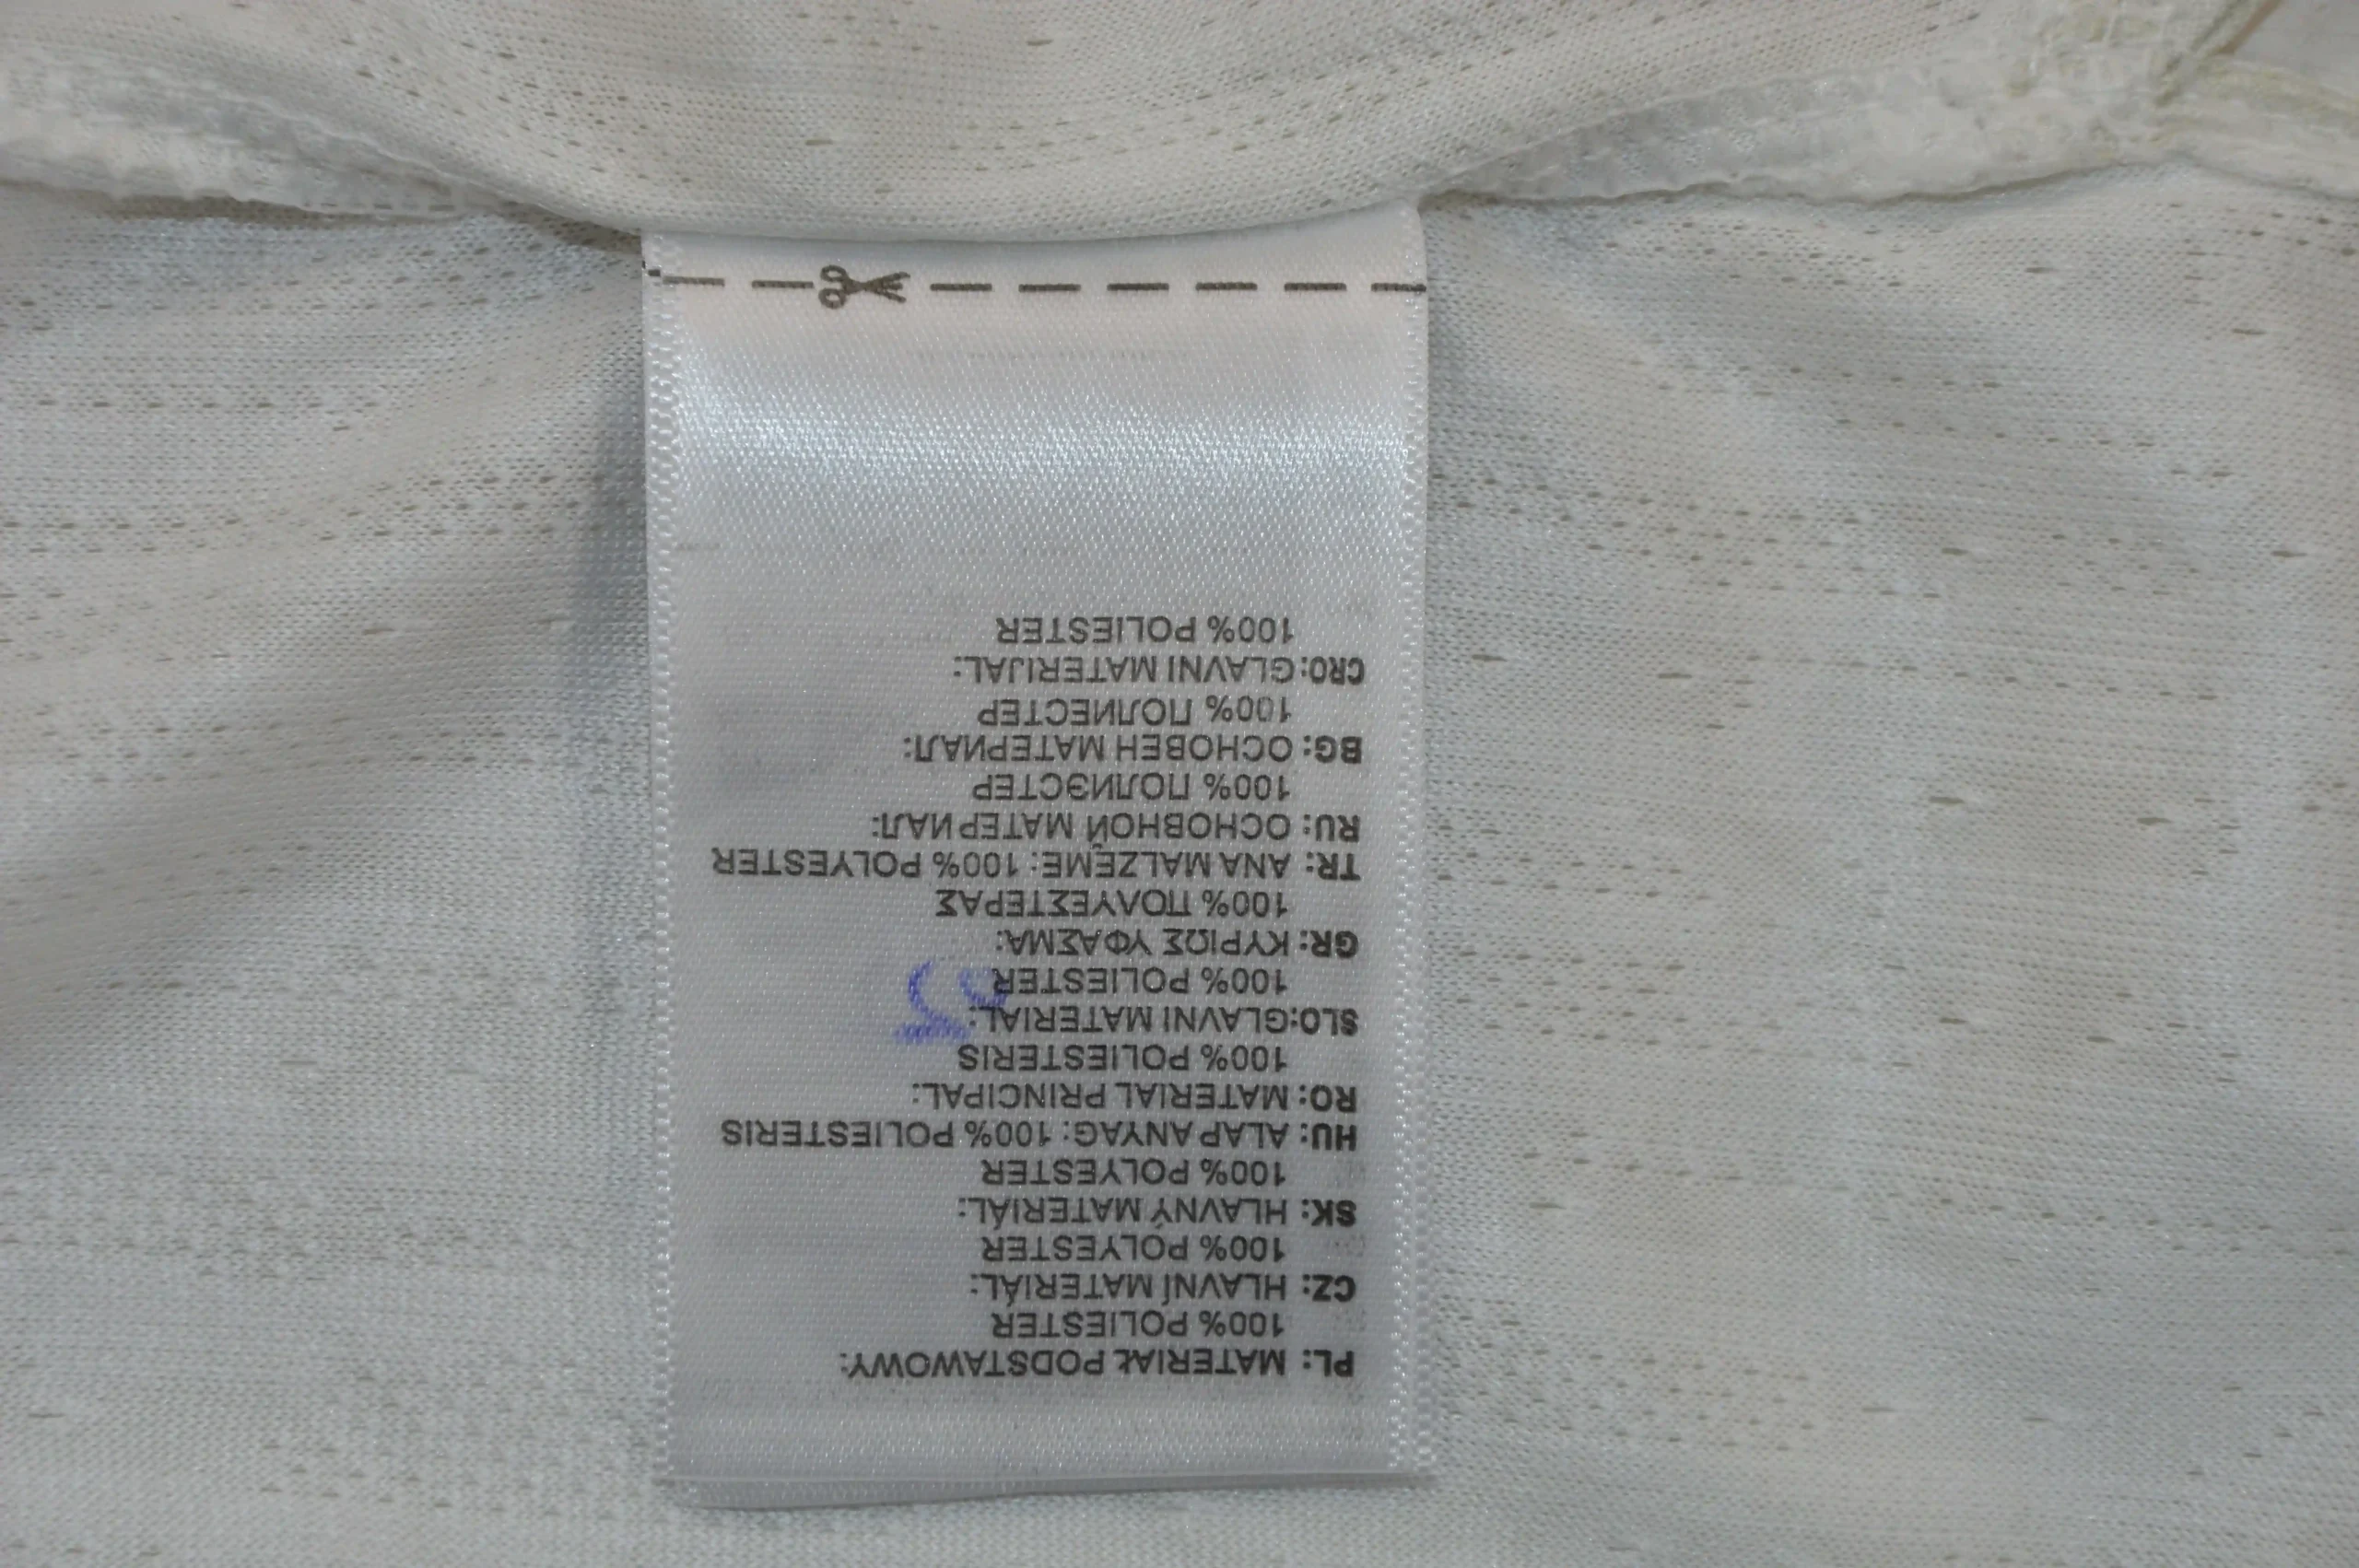 PL: MATERIAŁ PODSTAWOWY:
100% POLIESTER
CZ: HLAVNÍ MATERIÁL:
100% POLYESTER
SK: HLAVNÝ MATERIÁL:
100% POLYESTER
HU: ALAPANYAG: 100% POLIESTERIS
RO: MATERIAL PRINCIPAL:
100% POLIESTERIS
SLO:GLAVNI MATERIAL:
100% POLIESTER
GR: ΚΥΡΙΩΣ ΥΦΑΣΜΑ:
100% ΠΟΛΥΕΣΤΕΡΑΣ
TR: ANA MALZEME: 100% POLYESTER
RU: ОСНОВНОЙ МАТЕРИАЛ:
100% ПОЛИЭСТЕР
BG: ОСНОВЕН МАТЕРИАЛ:
100% ПОЛИЕСТЕР
CRO:GLAVNI MATERIJAL:
100% POLIESTER